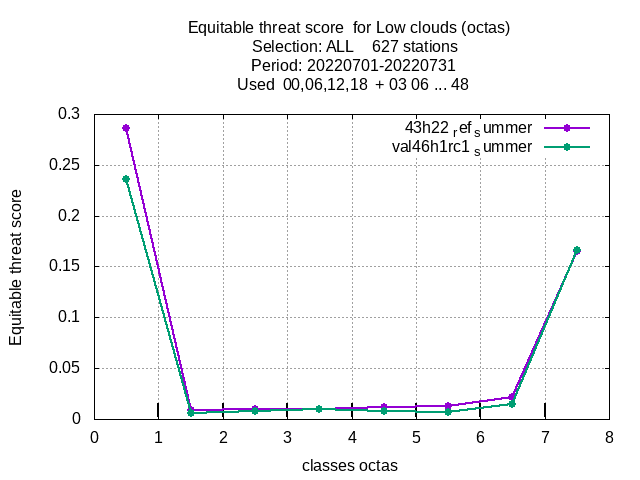 Equitable threat score  for Low clouds (octas)
Selection: ALL    627 stations
Period: 20220701-20220731
Used  00,06,12,18  + 03 06 ... 48
43h22 ref summer
val46h1rc1 summer
Equitable threat score
0.3
0.25
0.2
0.15
0.1
0.05
0
0 1 2 3 4 5 6 7 8
classes octas